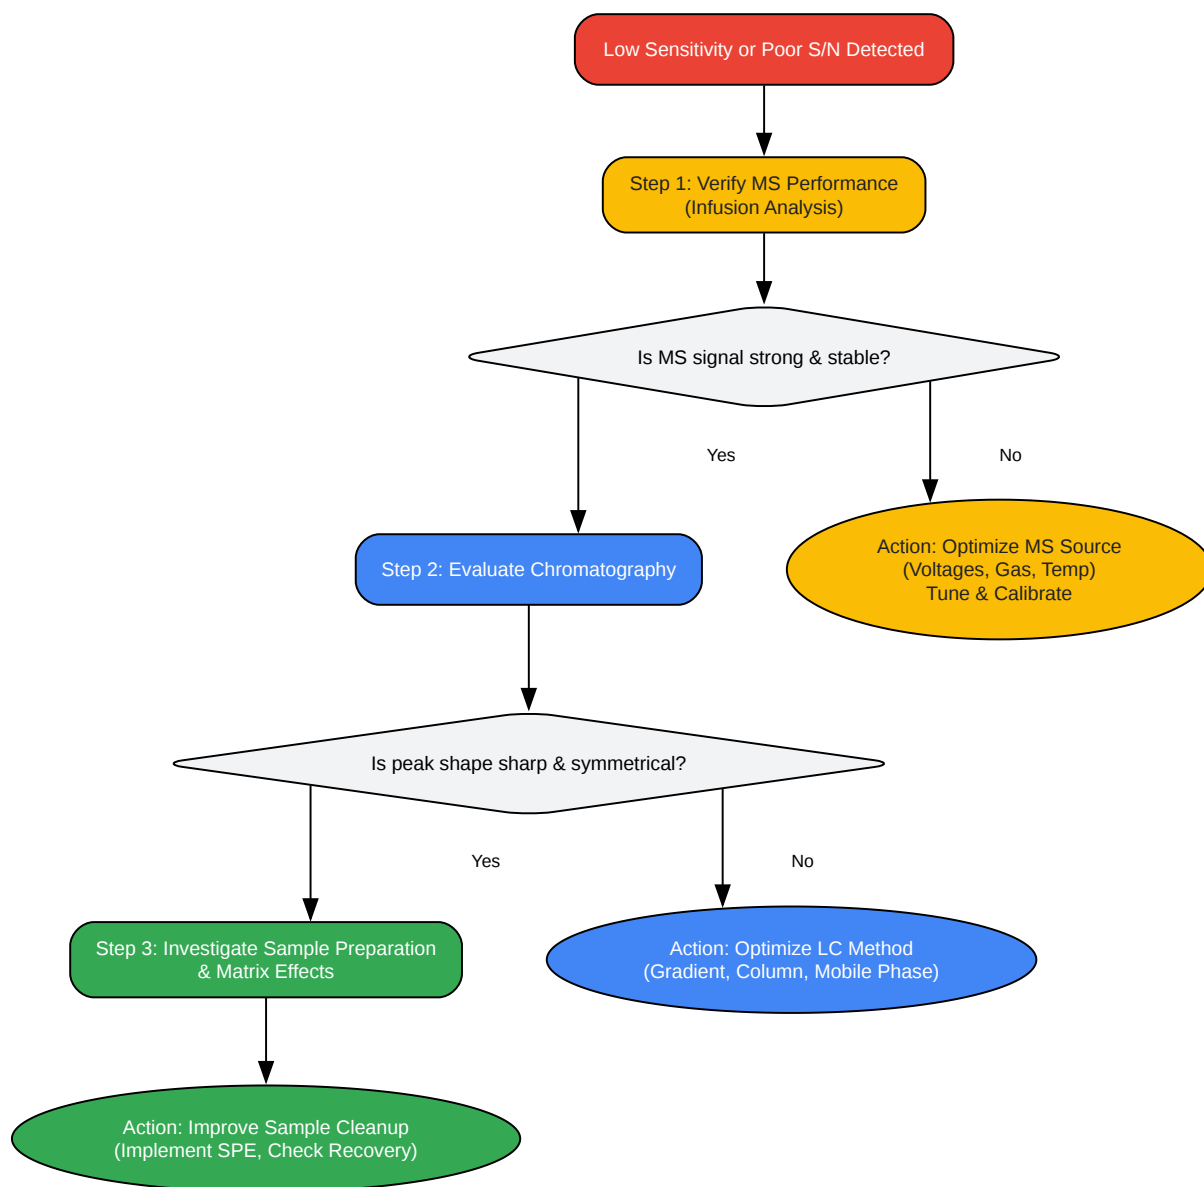 Low Sensitivity or Poor S/N Detected
Step 1: Verify MS Performance
(Infusion Analysis)
Is MS signal strong & stable?
Yes
No
Action: Optimize MS Source
(Voltages, Gas, Temp)
Tune & Calibrate
Step 2: Evaluate Chromatography
Is peak shape sharp & symmetrical?
Yes
No
Step 3: Investigate Sample Preparation
& Matrix Effects
Action: Optimize LC Method
(Gradient, Column, Mobile Phase)
Action: Improve Sample Cleanup
(Implement SPE, Check Recovery)